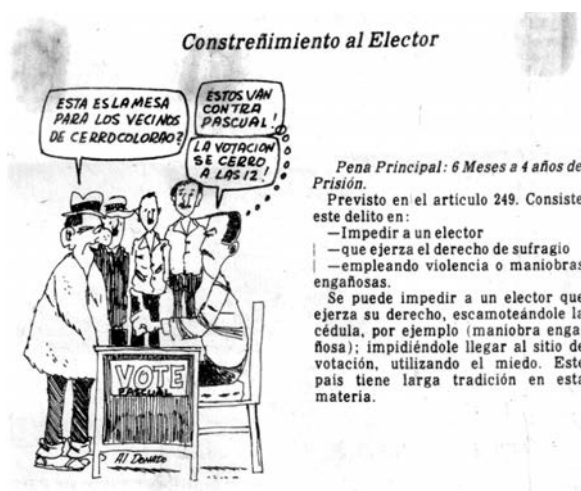 Constreñimiento al Elector
ESTA ES LA MESA
PARA LOS VECINOS
DE CERRO COLORAO?
ESTOS VAN
CONTRA
PASCUAL!
LA VOTACION
SE CERRO
A LAS 12!
VOTE
PASCUAL
Al Donado
Pena Principal: 6 Meses a 4 años de
Prisión.
Previsto en el artículo 249. Consiste
este delito en:
—Impedir a un elector
—que ejerza el derecho de sufragio
—empleando violencia o maniobras
engañosas.
Se puede impedir a un elector que
ejerza su derecho, escamoteándole la
cédula, por ejemplo (maniobra enga-
ñosa); impidiéndole llegar al sitio de
votación, utilizando el miedo. Este
país tiene larga tradición en esta
materia.